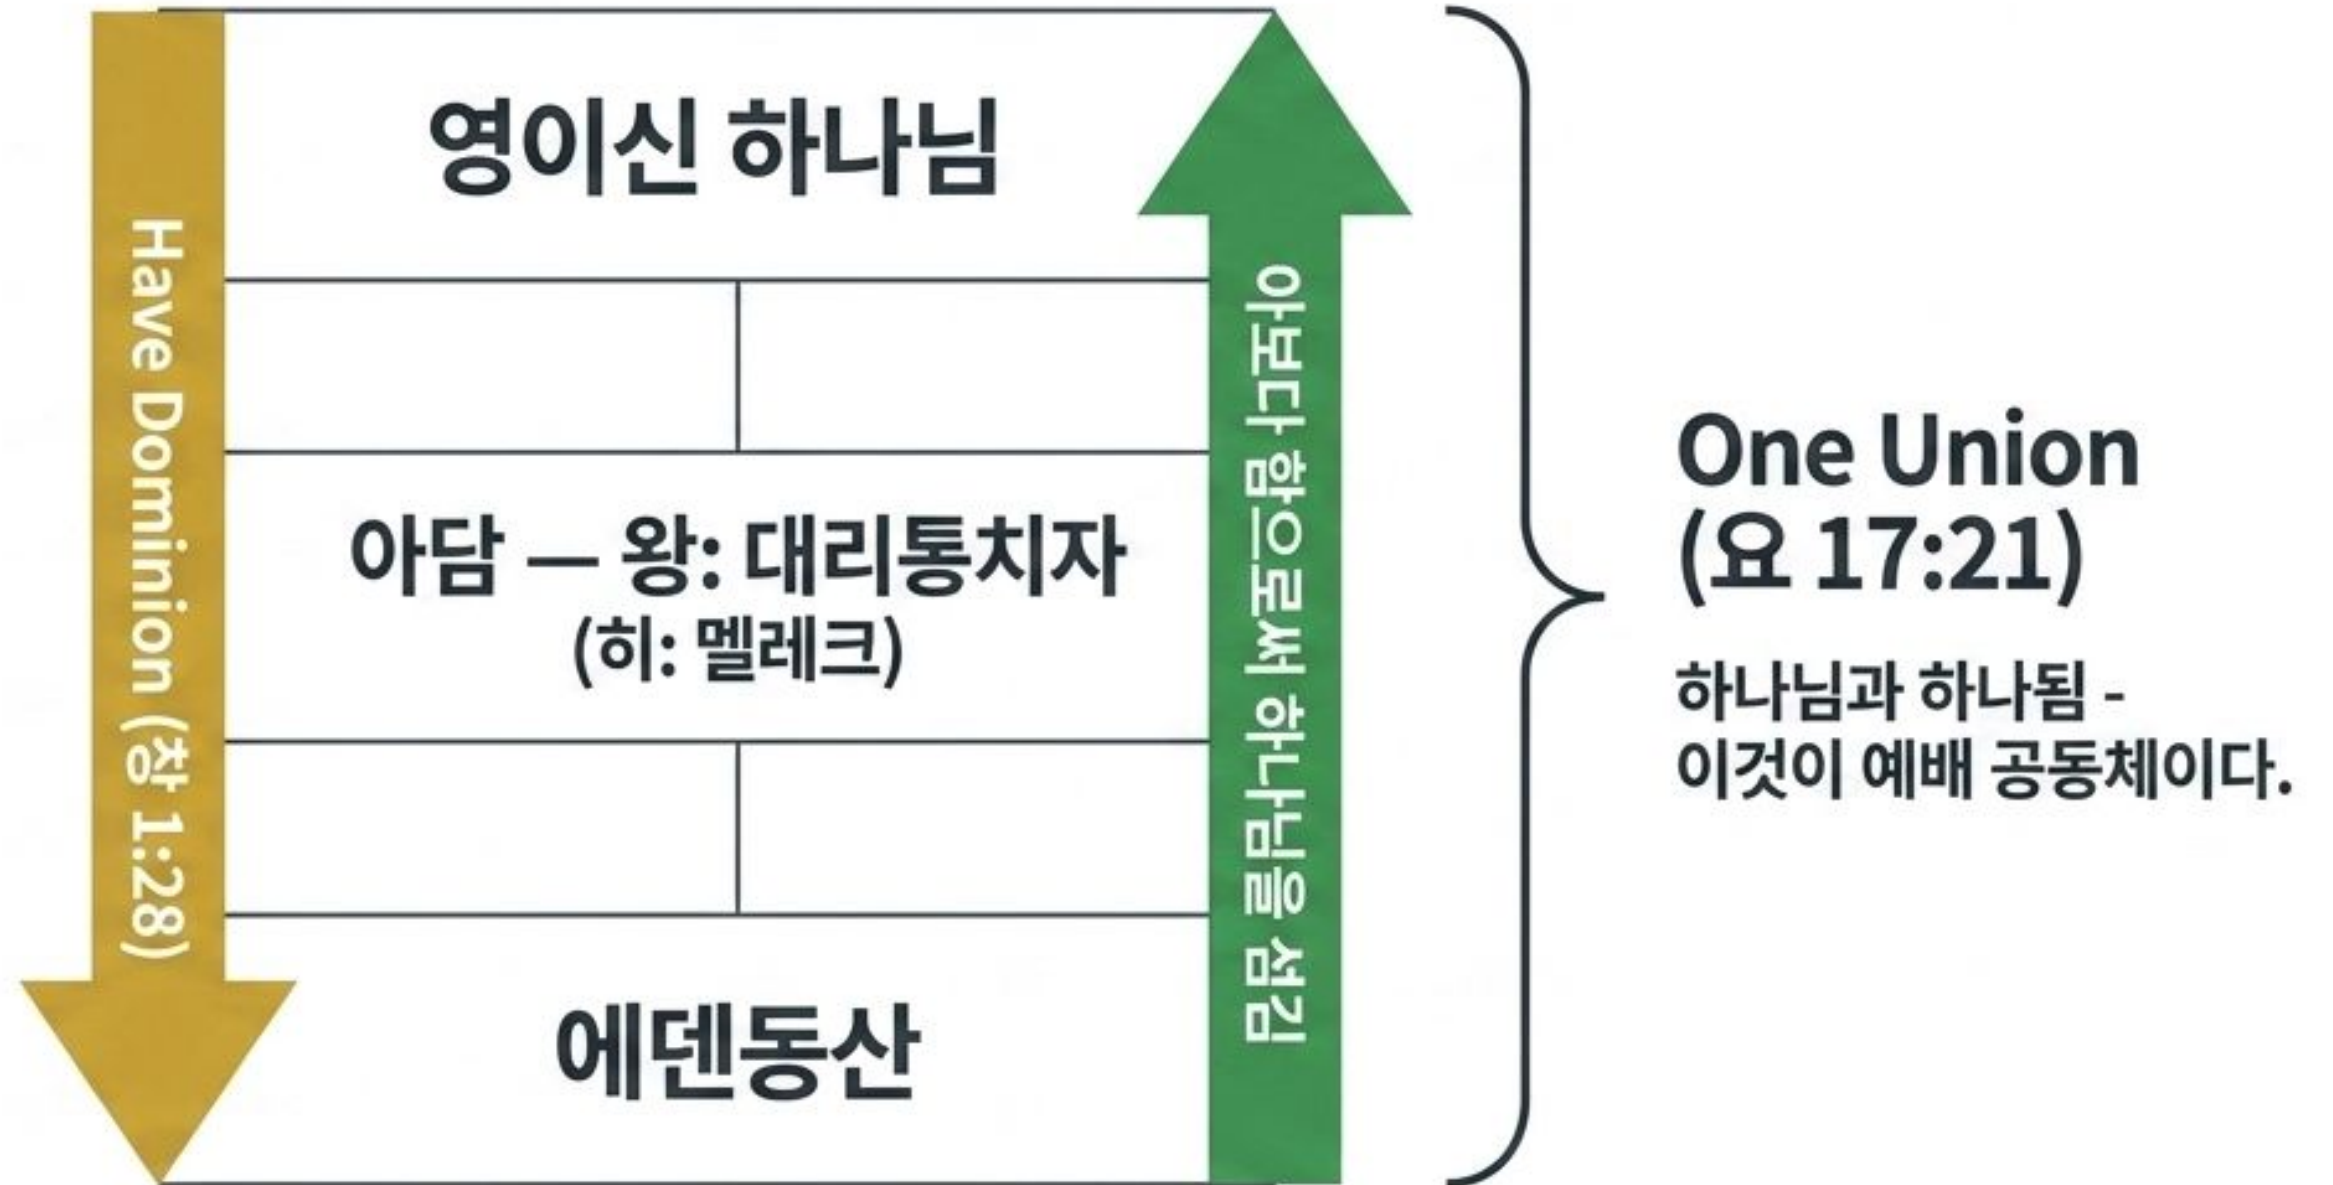 Have Dominion (창 1:28)
영이신 하나님
아담 — 왕: 대리통치자
(히: 멜레크)
에덴동산
아보다 함으로써 하나님을 섬김
One Union
(요 17:21)
하나님과 하나됨 -
이것이 예배 공동체이다.